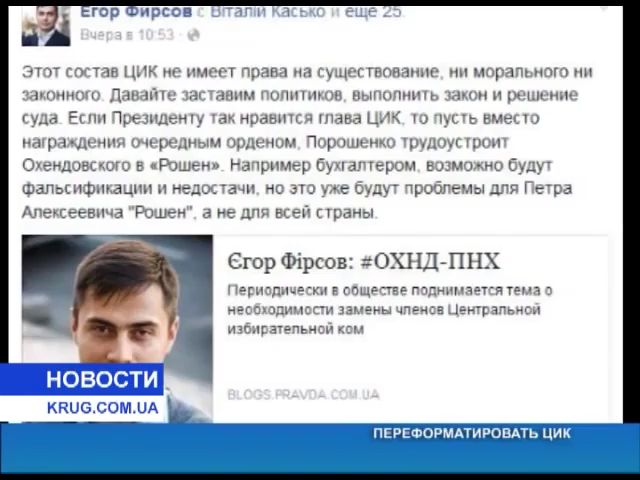 Егор Фирсов с Віталій Касько и еще 25.
Вчера в 10:53 ·
Этот состав ЦИК не имеет права на существование, ни морального ни
законного. Давайте заставим политиков, выполнить закон и решение
суда. Если Президенту так нравится глава ЦИК, то пусть вместо
награждения очередным орденом, Порошенко трудоустроит
Охендовского в «Рошен». Например бухгалтером, возможно будут
фальсификации и недостачи, но это уже будут проблемы для Петра
Алексеевича "Рошен", а не для всей страны.
Єгор Фірсов: #ОХНД-ПНХ
Периодически в обществе поднимается тема о
необходимости замены членов Центральной
избирательной ком
BLOGS.PRAVDA.COM.UA
НОВОСТИ
KRUG.COM.UA
ПЕРЕФОРМАТИРОВАТЬ ЦИК